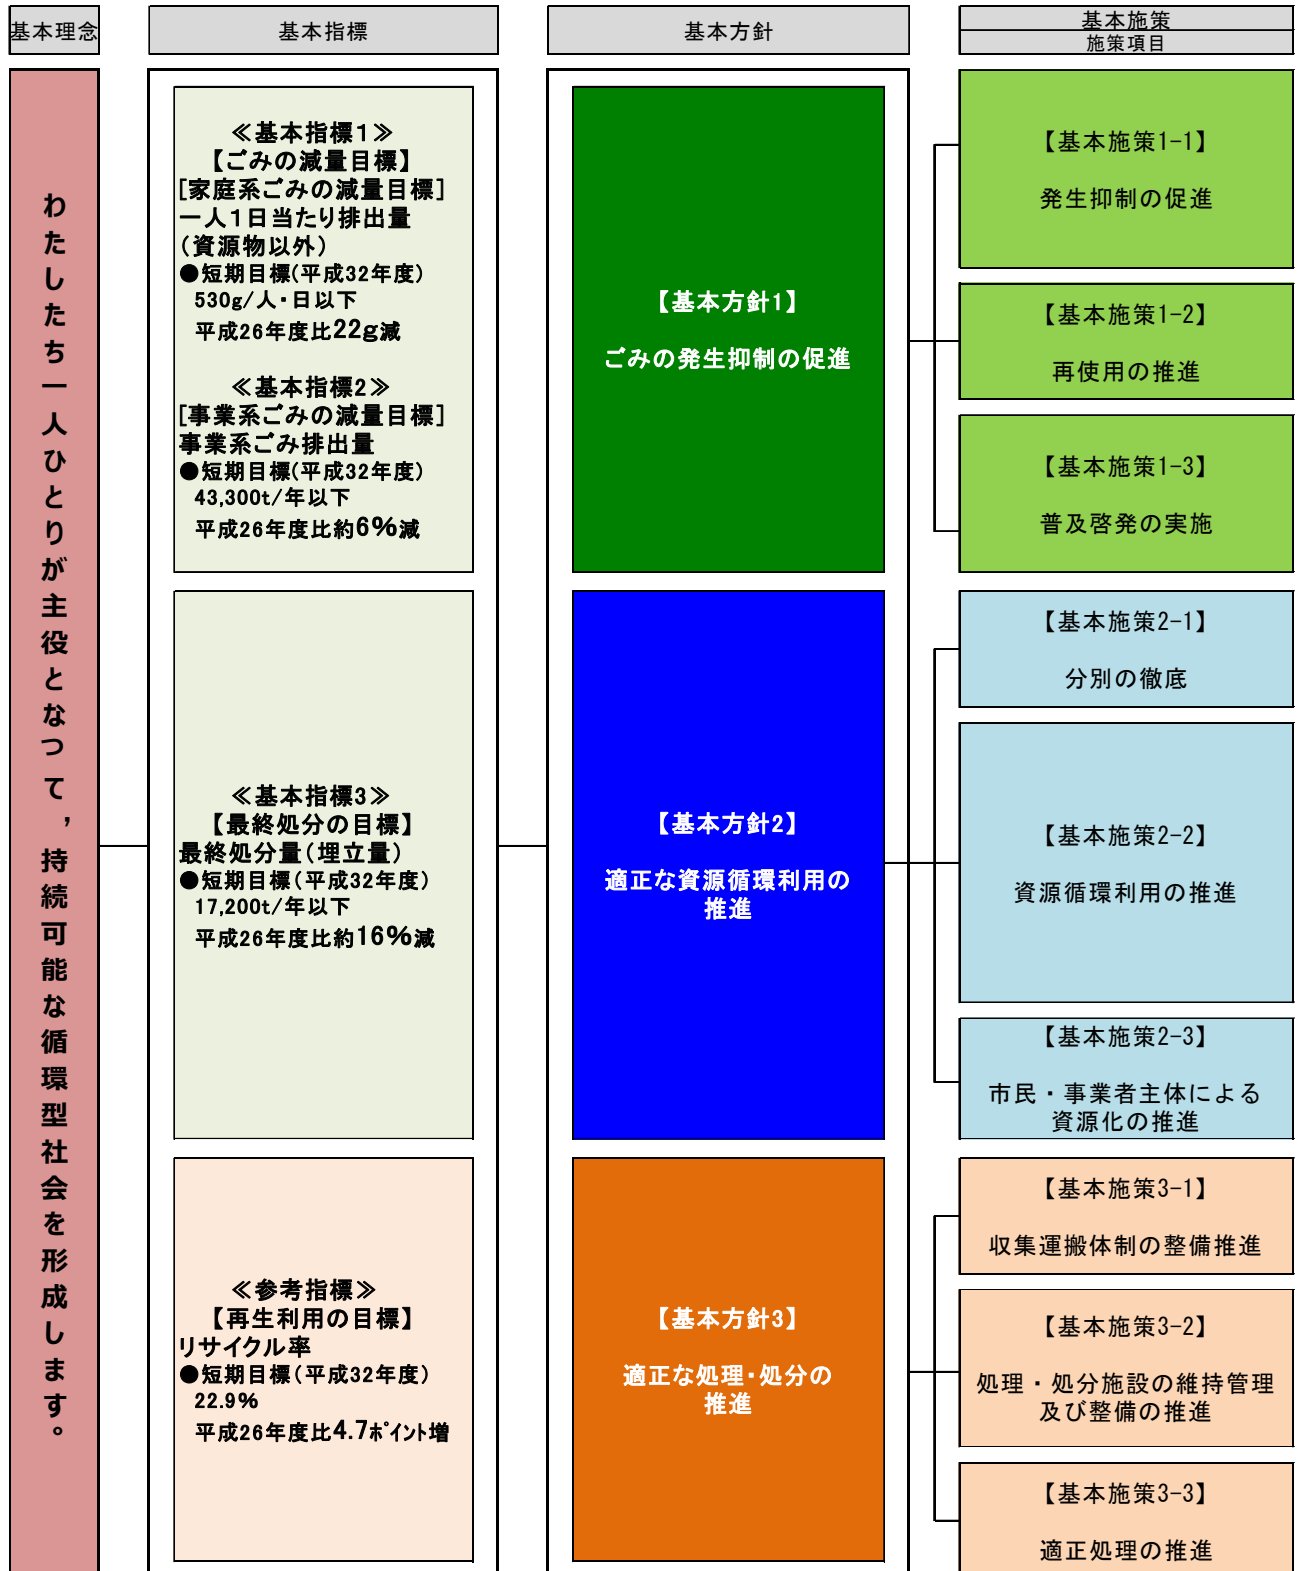 基本理念
基本指標
基本方針
基本施策
施策項目
わたしたち一人ひとりが主役となつて，持続可能な循環型社会を形成します。
≪基本指標1≫
【ごみの減量目標】
[家庭系ごみの減量目標]
一人1日当たり排出量
（資源物以外）
●短期目標(平成32年度)
530g/人・日以下
平成26年度比22g減
≪基本指標2≫
[事業系ごみの減量目標]
事業系ごみ排出量
●短期目標(平成32年度)
43,300t/年以下
平成26年度比約6%減
≪基本指標3≫
【最終処分の目標】
最終処分量（埋立量）
●短期目標（平成32年度）
17,200t/年以下
平成26年度比約16%減
≪参考指標≫
【再生利用の目標】
リサイクル率
●短期目標（平成32年度）
22.9%
平成26年度比4.7ﾎﾟｲﾝﾄ増
【基本方針1】
ごみの発生抑制の促進
【基本方針2】
適正な資源循環利用の
推進
【基本方針3】
適正な処理・処分の
推進
【基本施策1-1】
発生抑制の促進
【基本施策1-2】
再使用の推進
【基本施策1-3】
普及啓発の実施
【基本施策2-1】
分別の徹底
【基本施策2-2】
資源循環利用の推進
【基本施策2-3】
市民・事業者主体による
資源化の推進
【基本施策3-1】
収集運搬体制の整備推進
【基本施策3-2】
処理・処分施設の維持管理
及び整備の推進
【基本施策3-3】
適正処理の推進